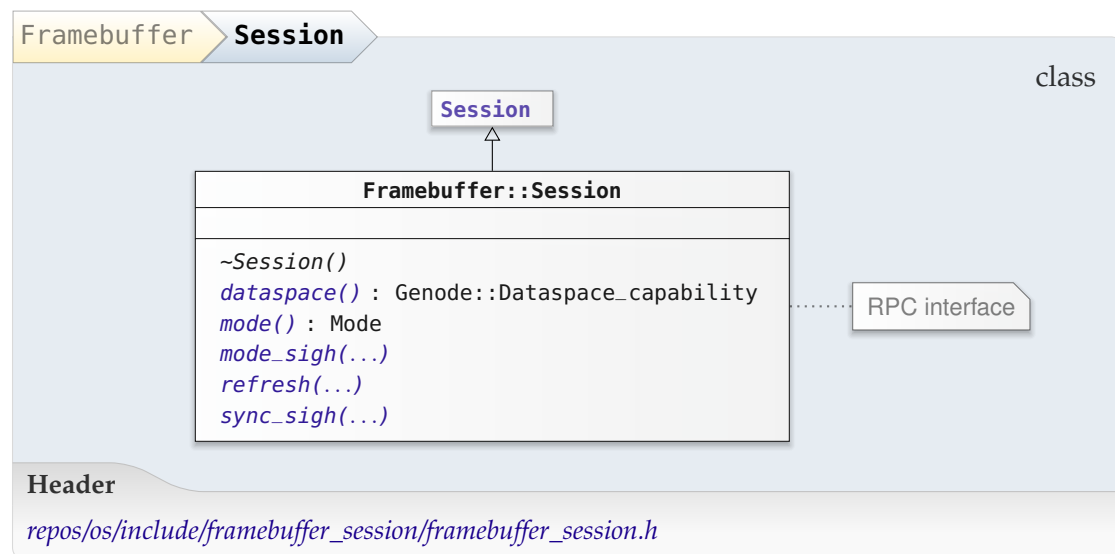 Framebuffer Session
class
Session
Framebuffer::Session
~Session()
dataspace() : Genode::Dataspace_capability
mode() : Mode
mode_sigh(...)
refresh(...)
sync_sigh(...)
RPC interface
Header
repos/os/include/framebuffer_session/framebuffer_session.h